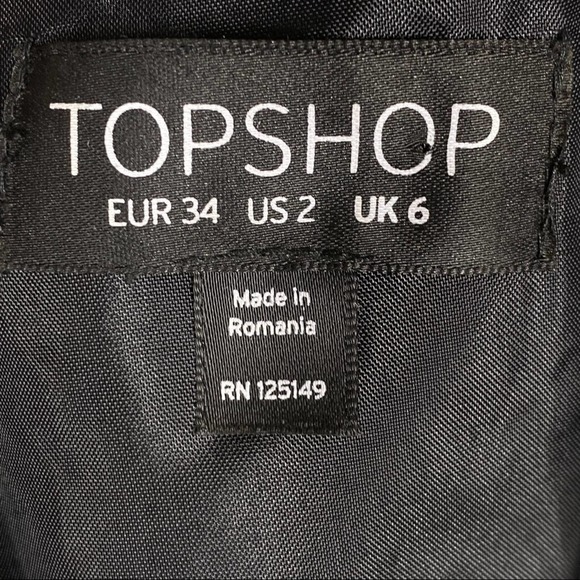 TOPSHOP
EUR 34 US 2 UK 6
Made in
Romania
RN 125149